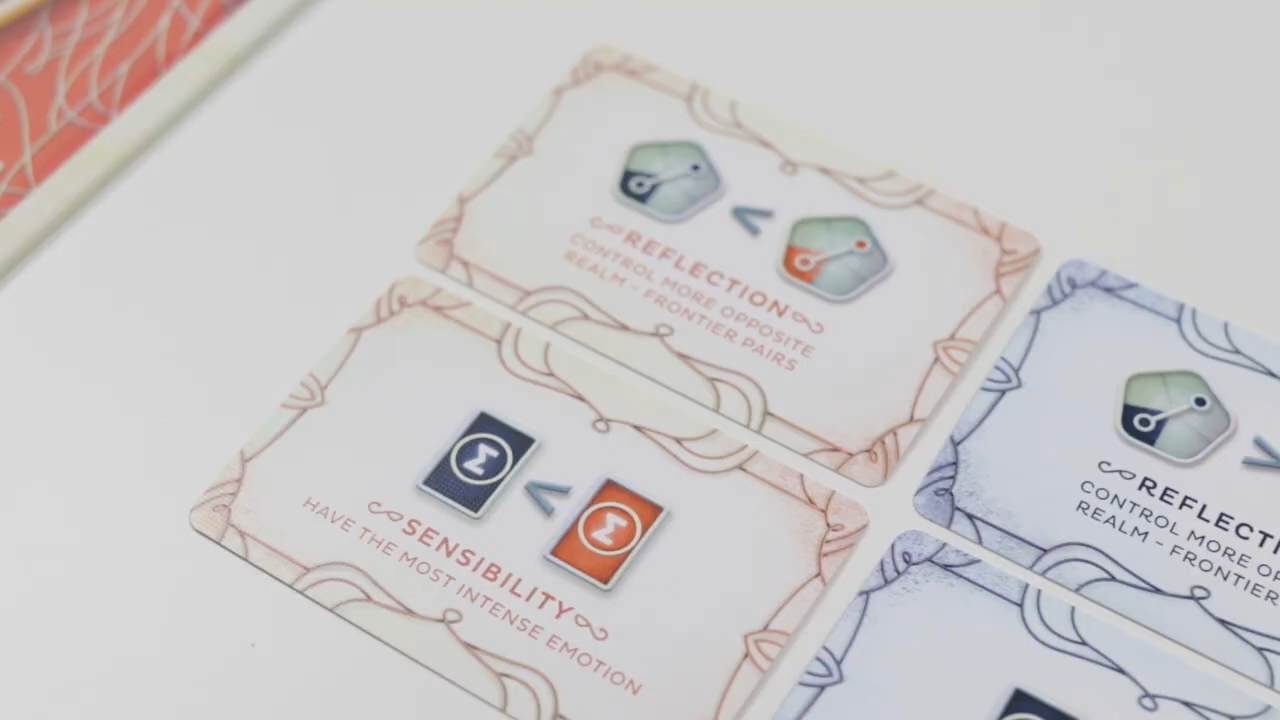 <
REFLECTION
CONTROL MORE OPPOSITE
REALM - FRONTIER PAIRS
Σ < Σ
SENSIBILITY
HAVE THE MOST INTENSE EMOTION
>
REFLECTI
CONTROL MORE OP
REALM - FRONTIER